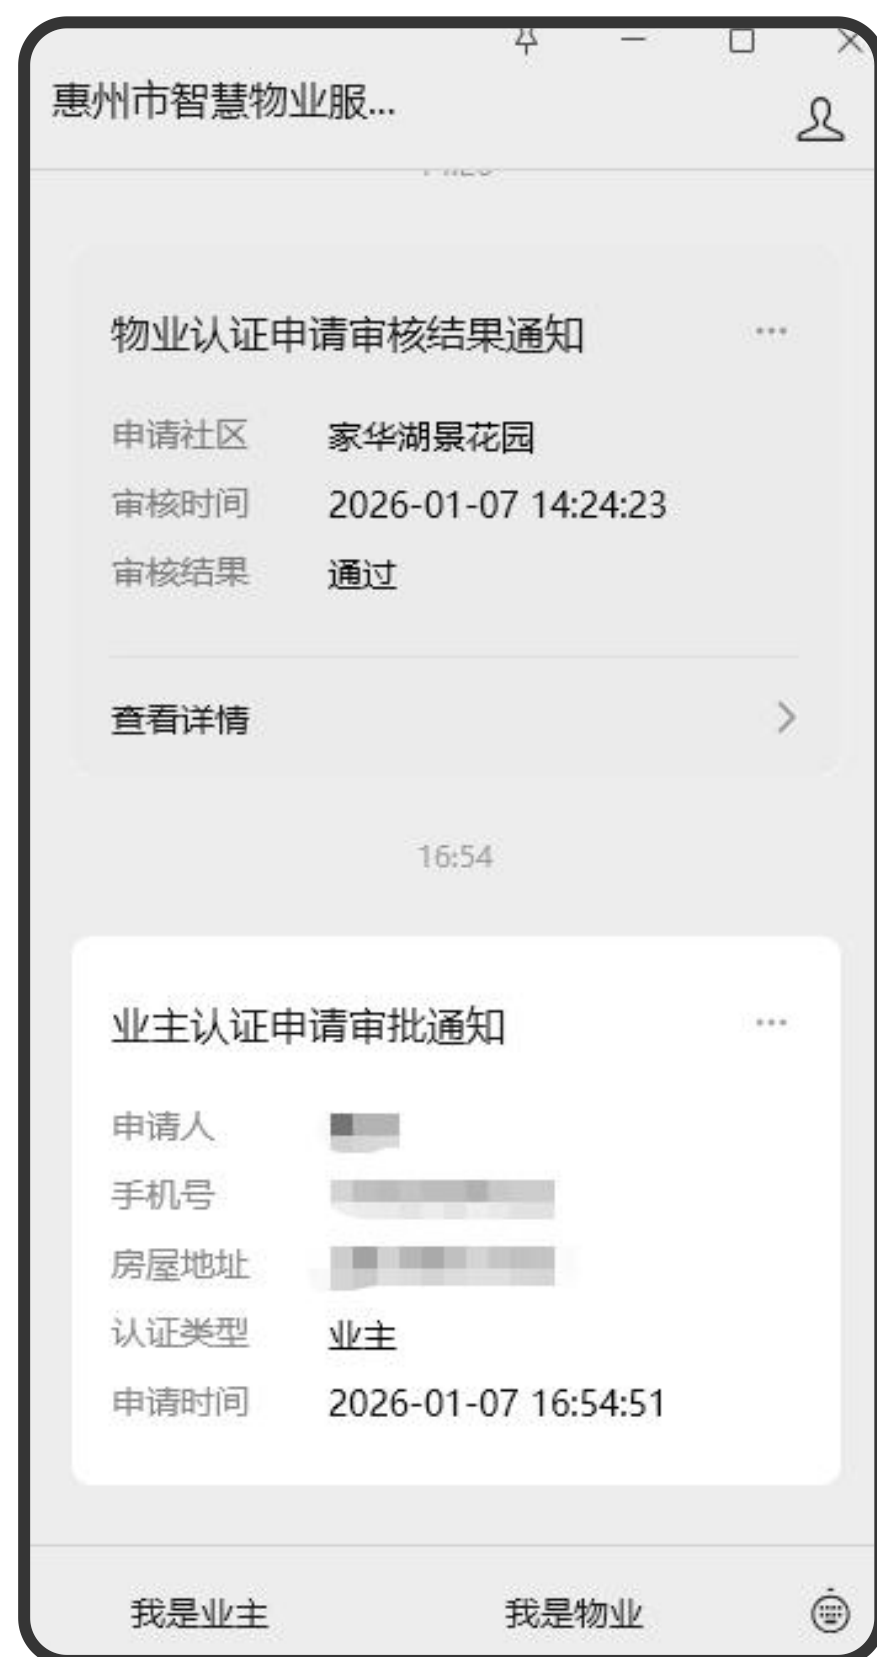 惠州市智慧物业服...
物业认证申请审核结果通知
申请社区 家华湖景花园
审核时间 2026-01-07 14:24:23
审核结果 通过
查看详情
16:54
业主认证申请审批通知
申请人
手机号
房屋地址
认证类型 业主
申请时间 2026-01-07 16:54:51
我是业主 我是物业